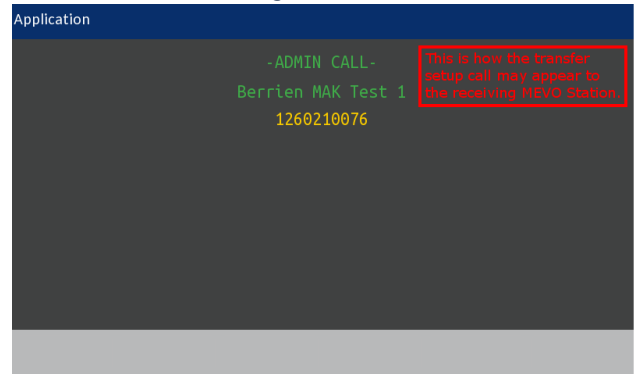 Application
-ADMIN CALL-
Berrien MAK Test 1
1260210076
This is how the transfer
setup call may appear to
the receiving MEVO Station.